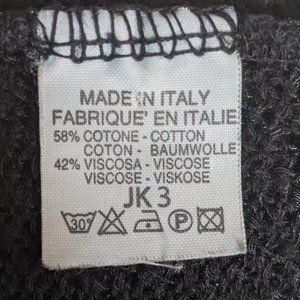 MADE IN ITALY
FABRIQUE' EN ITALIE
58% COTONE - COTTON
COTON - BAUMWOLLE
42% VISCOSA - VISCOSE
VISCOSE - VISKOSE
JK 3
30° P